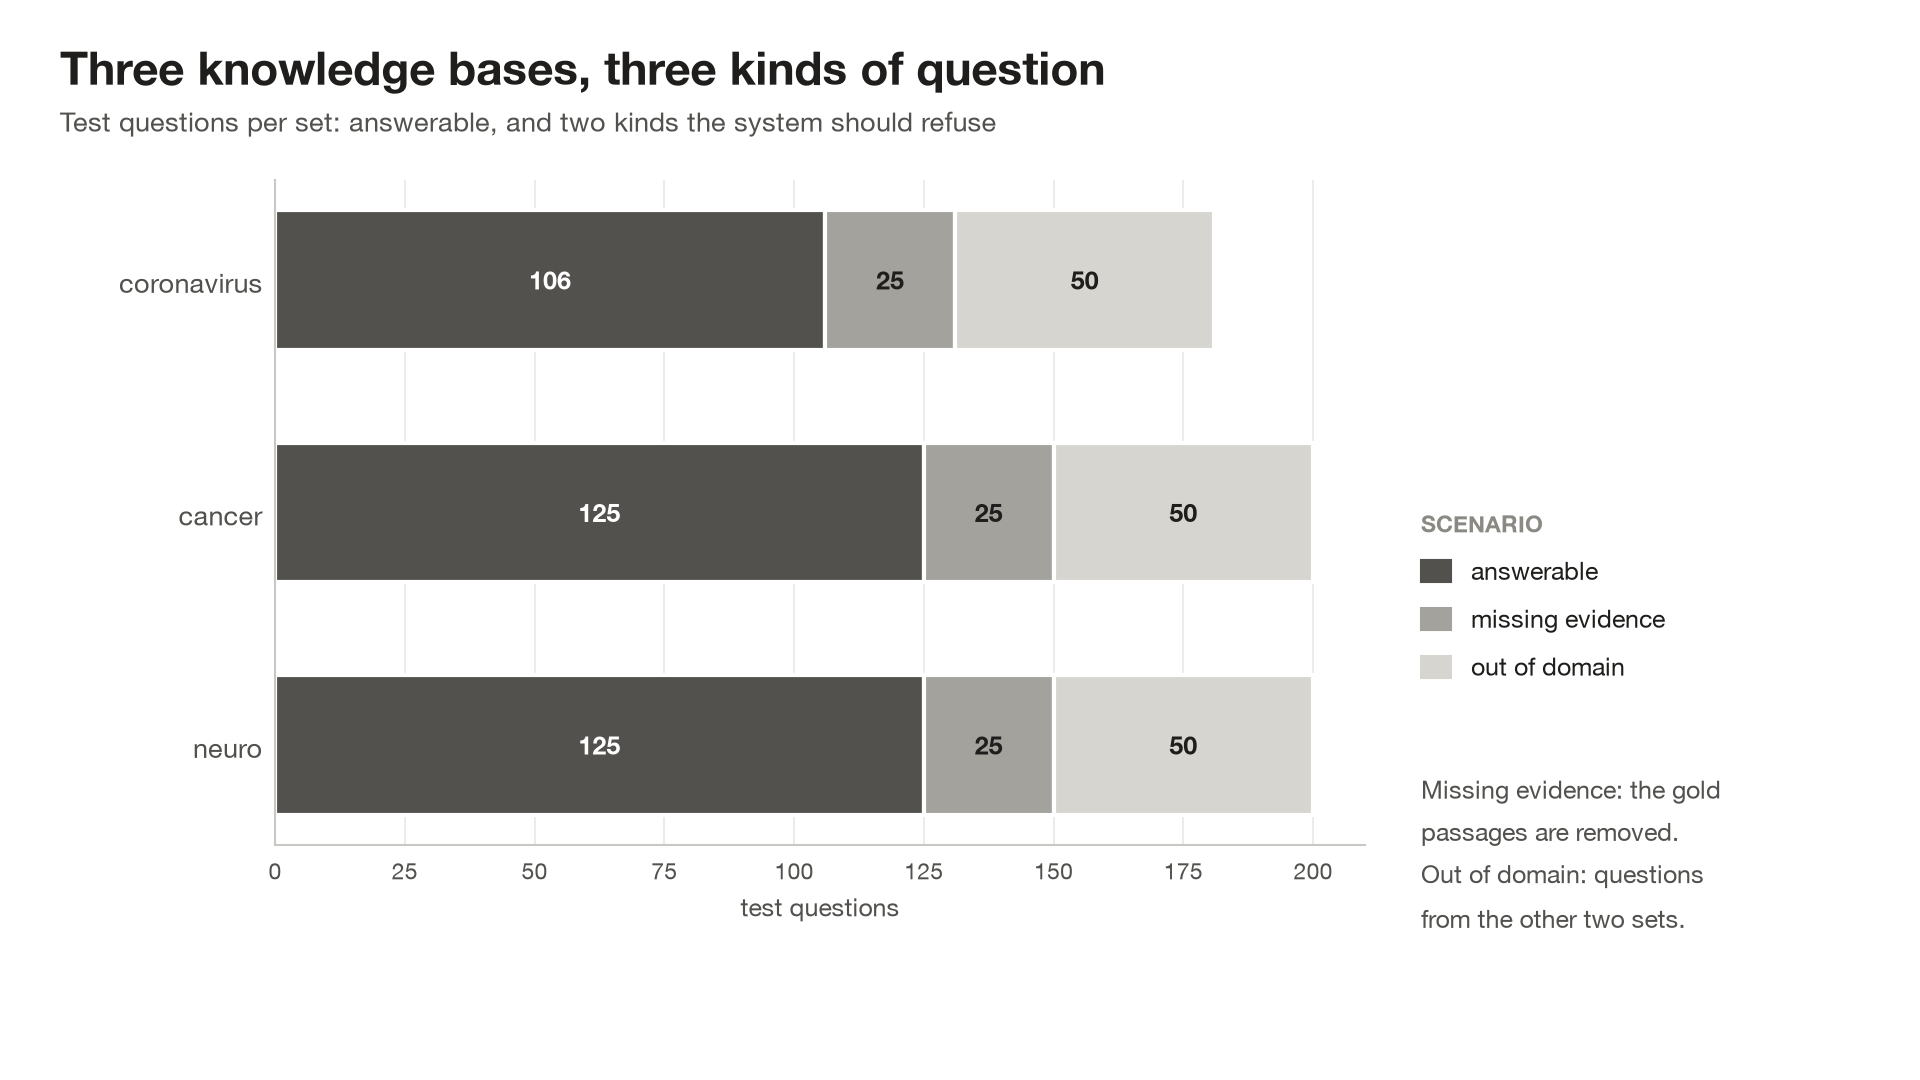 Three knowledge bases, three kinds of question
Test questions per set: answerable, and two kinds the system should refuse
coronavirus
106
25
50
cancer
125
25
50
neuro
125
25
50
0 25 50 75 100 125 150 175 200
test questions
SCENARIO
answerable
missing evidence
out of domain
Missing evidence: the gold
passages are removed.
Out of domain: questions
from the other two sets.